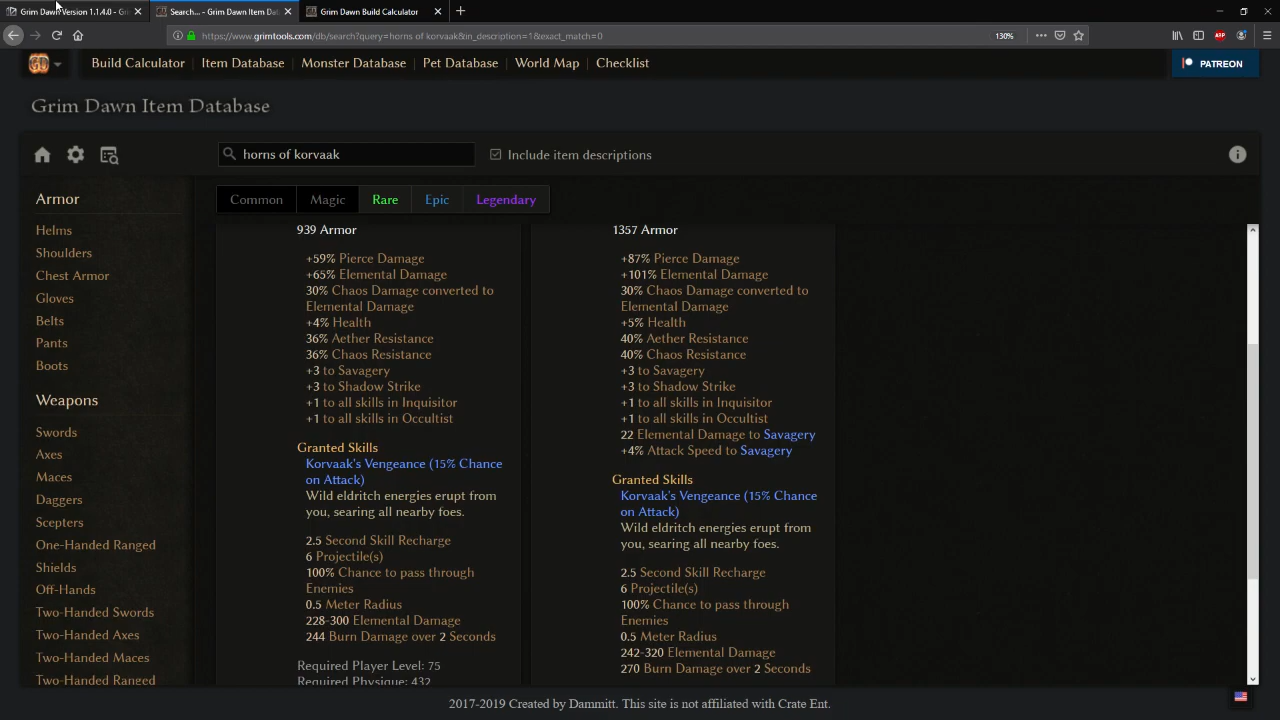 Grim Dawn Version 1.1.4.0 - Gri
Search... - Grim Dawn Item Dat
Grim Dawn Build Calculator
https://www.grimtools.com/db/search?query=horns of korvaak&in_description=1&exact_match=0
130%
ABP
Build Calculator
Item Database
Monster Database
Pet Database
World Map
Checklist
PATREON
Grim Dawn Item Database
horns of korvaak
Include item descriptions
Common
Magic
Rare
Epic
Legendary
Armor
Helms
Shoulders
Chest Armor
Gloves
Belts
Pants
Boots
Weapons
Swords
Axes
Maces
Daggers
Scepters
One-Handed Ranged
Shields
Off-Hands
Two-Handed Swords
Two-Handed Axes
Two-Handed Maces
Two-Handed Ranged
939 Armor
+59% Pierce Damage
+65% Elemental Damage
30% Chaos Damage converted to
Elemental Damage
+4% Health
36% Aether Resistance
36% Chaos Resistance
+3 to Savagery
+3 to Shadow Strike
+1 to all skills in Inquisitor
+1 to all skills in Occultist
Granted Skills
Korvaak's Vengeance (15% Chance
on Attack)
Wild eldritch energies erupt from
you, searing all nearby foes.
2.5 Second Skill Recharge
6 Projectile(s)
100% Chance to pass through
Enemies
0.5 Meter Radius
228-300 Elemental Damage
244 Burn Damage over 2 Seconds
Required Player Level: 75
Required Physique: 432
1357 Armor
+87% Pierce Damage
+101% Elemental Damage
30% Chaos Damage converted to
Elemental Damage
+5% Health
40% Aether Resistance
40% Chaos Resistance
+3 to Savagery
+3 to Shadow Strike
+1 to all skills in Inquisitor
+1 to all skills in Occultist
22 Elemental Damage to Savagery
+4% Attack Speed to Savagery
Granted Skills
Korvaak's Vengeance (15% Chance
on Attack)
Wild eldritch energies erupt from
you, searing all nearby foes.
2.5 Second Skill Recharge
6 Projectile(s)
100% Chance to pass through
Enemies
0.5 Meter Radius
242-320 Elemental Damage
270 Burn Damage over 2 Seconds
2017-2019 Created by Dammitt. This site is not affiliated with Crate Ent.